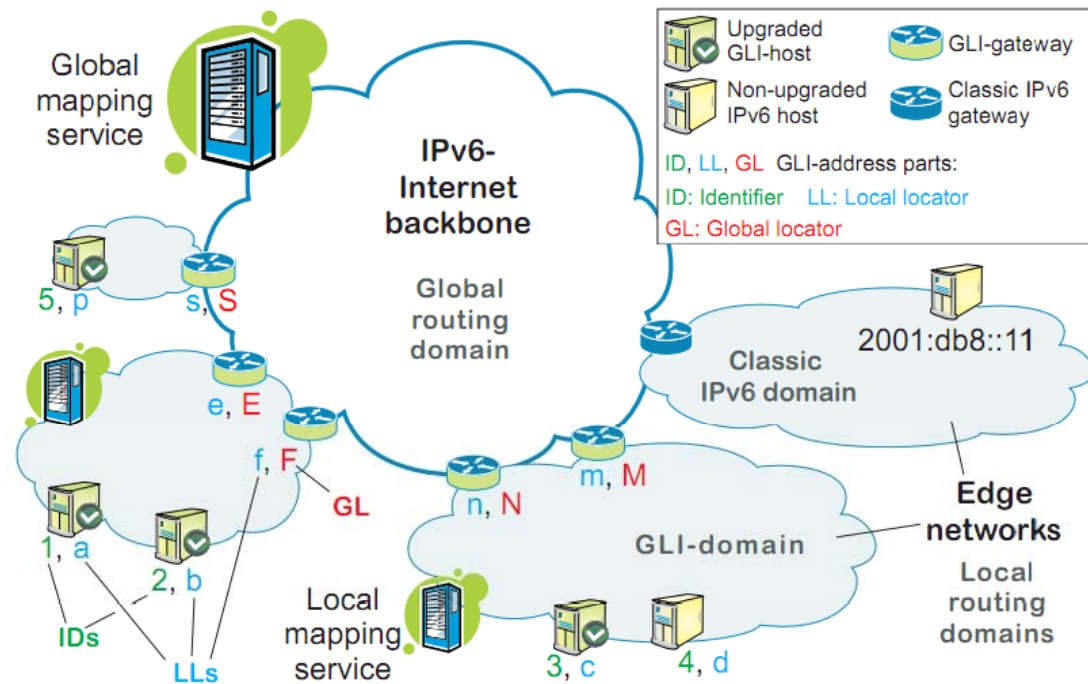 Global
mapping
service
IPv6-
Internet
backbone
Global
routing
domain
Upgraded
GLI-host
GLI-gateway
Non-upgraded
IPv6 host
Classic IPv6
gateway
ID, LL, GL GLI-address parts:
ID: Identifier LL: Local locator
GL: Global locator
5, p
s, S
2001:db8::11
Classic
IPv6 domain
e, E
f, F
GL
m, M
n, N
GLI-domain
Edge
networks
Local
routing
domains
1, a
2, b
IDs
LLs
Local
mapping
service
3, c
4, d